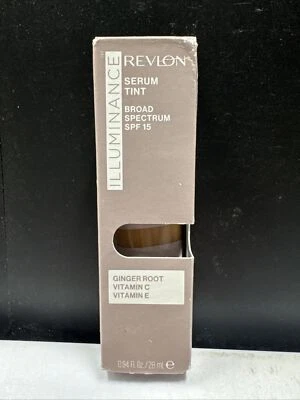 ILLUMINANCE
REVLON
SERUM
TINT
BROAD
SPECTRUM
SPF 15
GINGER ROOT
VITAMIN C
VITAMIN E
0.94 Fl. Oz / 28 mL ℮